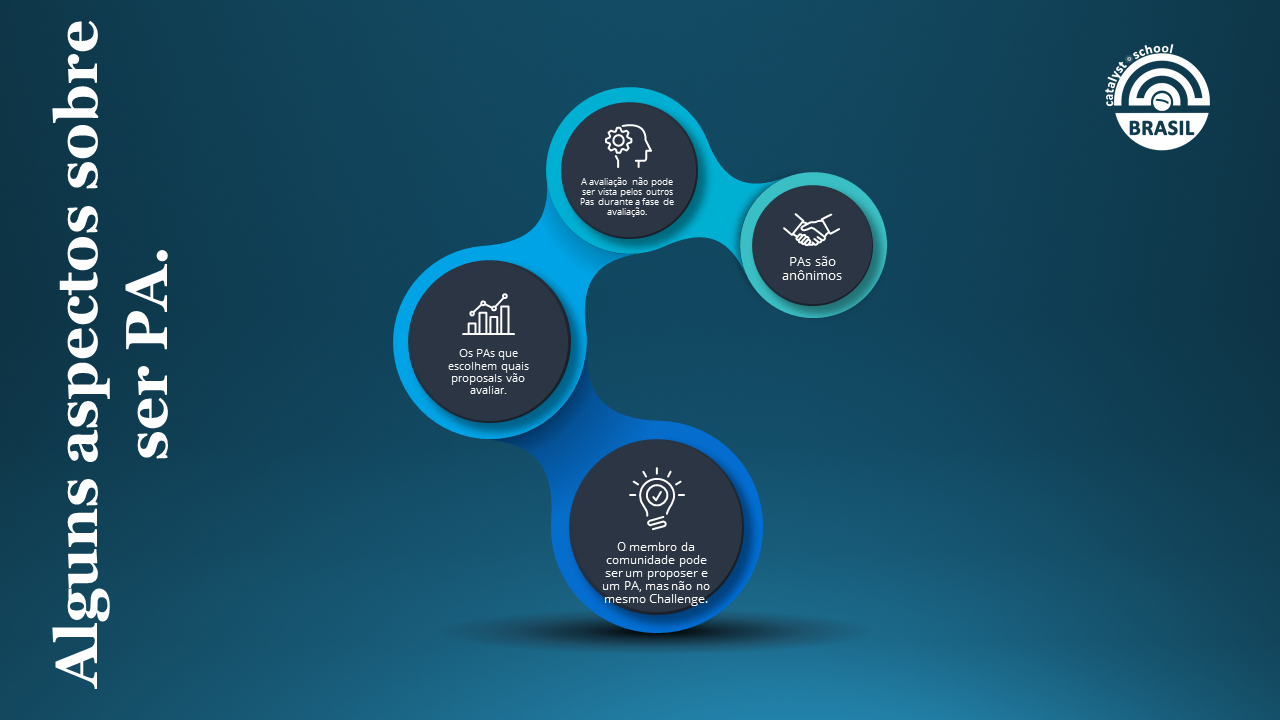 Alguns aspectos sobre
ser PA.
catalyst school
BRASIL
A avaliação não pode
ser vista pelos outros
Pas durante a fase de
avaliação.
PAs são
anônimos
Os PAs que
escolhem quais
proposals vão
avaliar.
O membro da
comunidade pode
ser um proposer e
um PA, mas não no
mesmo Challenge.